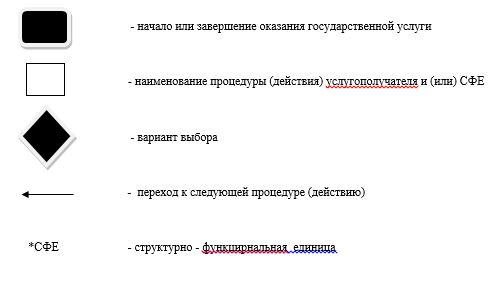 - начало или завершение оказания государственной услуги
- наименование процедуры (действия) услугополучателя и (или) СФЕ
- вариант выбора
- переход к следующей процедуре (действию)
*СФЕ - структурно - функцирнальная единица